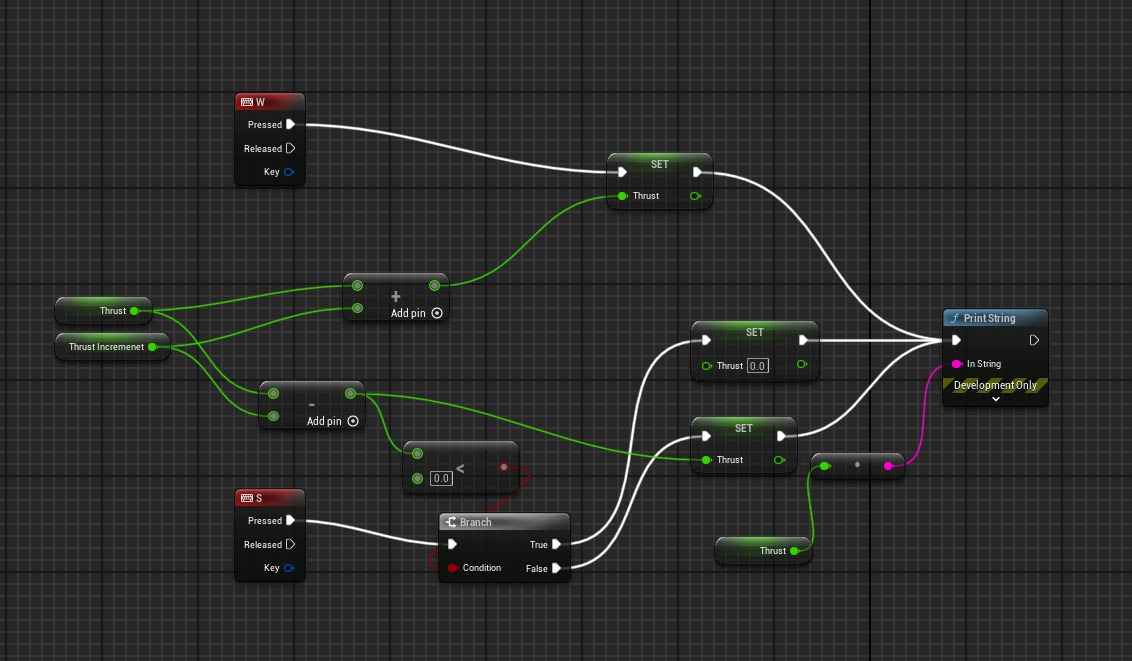 W
Pressed
Released
Key
SET
Thrust
+
Add pin
Thrust
Thrust Incremenet
-
Add pin
SET
Thrust 0.0
Print String
In String
Development Only
SET
Thrust
<
0.0
S
Pressed
Released
Key
Branch
True
Condition
False
Thrust